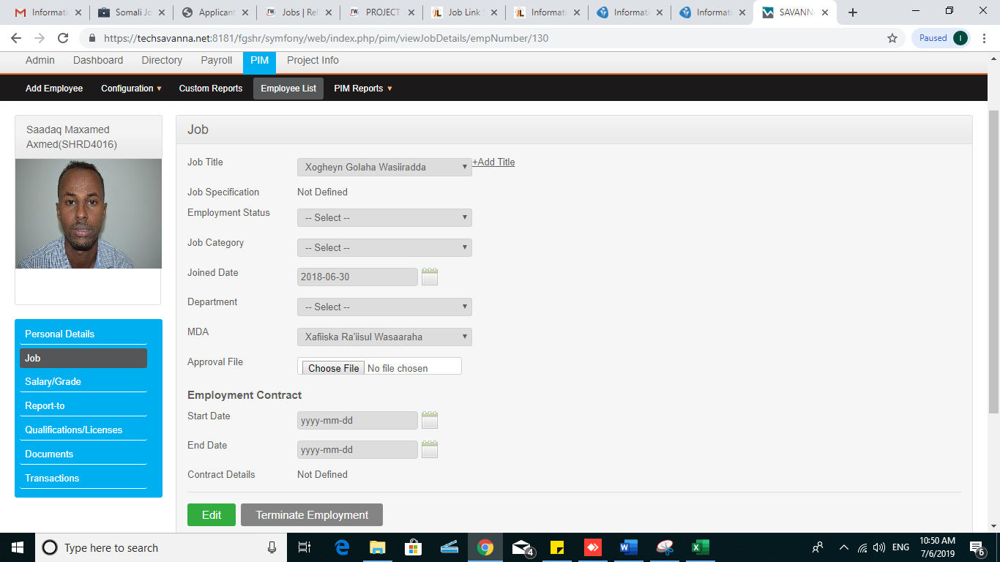 Informati
Somali Jo
Applicant
Jobs | Rel
PROJECT
Job Link
Informati
Informati
Informati
SAVANNA
https://techsavanna.net:8181/fgshr/symfony/web/index.php/pim/viewJobDetails/empNumber/130
Paused
I
Admin Dashboard Directory Payroll PIM Project Info
Add Employee Configuration Custom Reports Employee List PIM Reports
Saadaq Maxamed
Axmed(SHRD4016)
Personal Details
Job
Salary/Grade
Report-to
Qualifications/Licenses
Documents
Transactions
Job
Job Title Xogheyn Golaha Wasiiradda +Add Title
Job Specification Not Defined
Employment Status -- Select --
Job Category -- Select --
Joined Date 2018-06-30
Department -- Select --
MDA Xafiiska Ra'iisul Wasaaraha
Approval File Choose File No file chosen
Employment Contract
Start Date yyyy-mm-dd
End Date yyyy-mm-dd
Contract Details Not Defined
Edit Terminate Employment
Type here to search
4
ENG
10:50 AM
7/6/2019
6